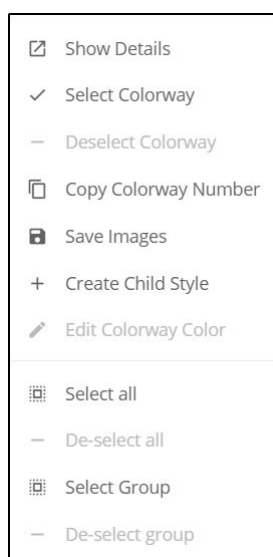 Show Details
Select Colorway
Deselect Colorway
Copy Colorway Number
Save Images
Create Child Style
Edit Colorway Color
Select all
De-select all
Select Group
De-select group